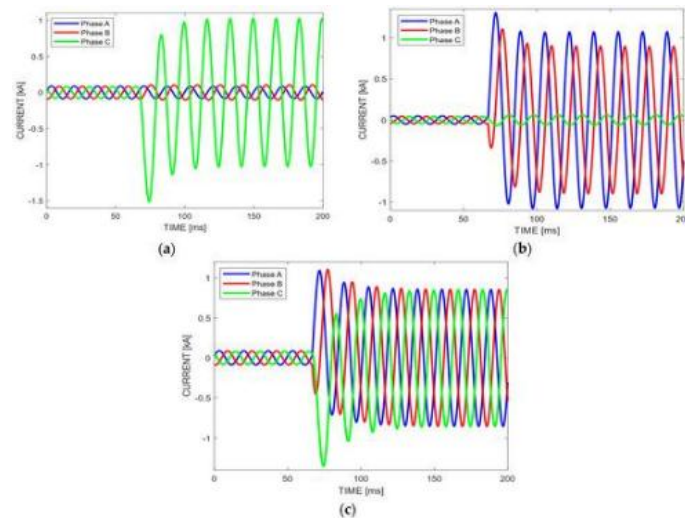 1
0.5
0
-0.5
-1
-1.5
CURRENT [kA]
Phase A
Phase B
Phase C
0
50
100
150
200
TIME [ms]
(a)
1
0.5
0
-0.5
-1
CURRENT [kA]
Phase A
Phase B
Phase C
0
50
100
150
200
TIME [ms]
(b)
1
0.5
0
-0.5
-1
CURRENT [kA]
Phase A
Phase B
Phase C
0
50
100
150
200
TIME [ms]
(c)